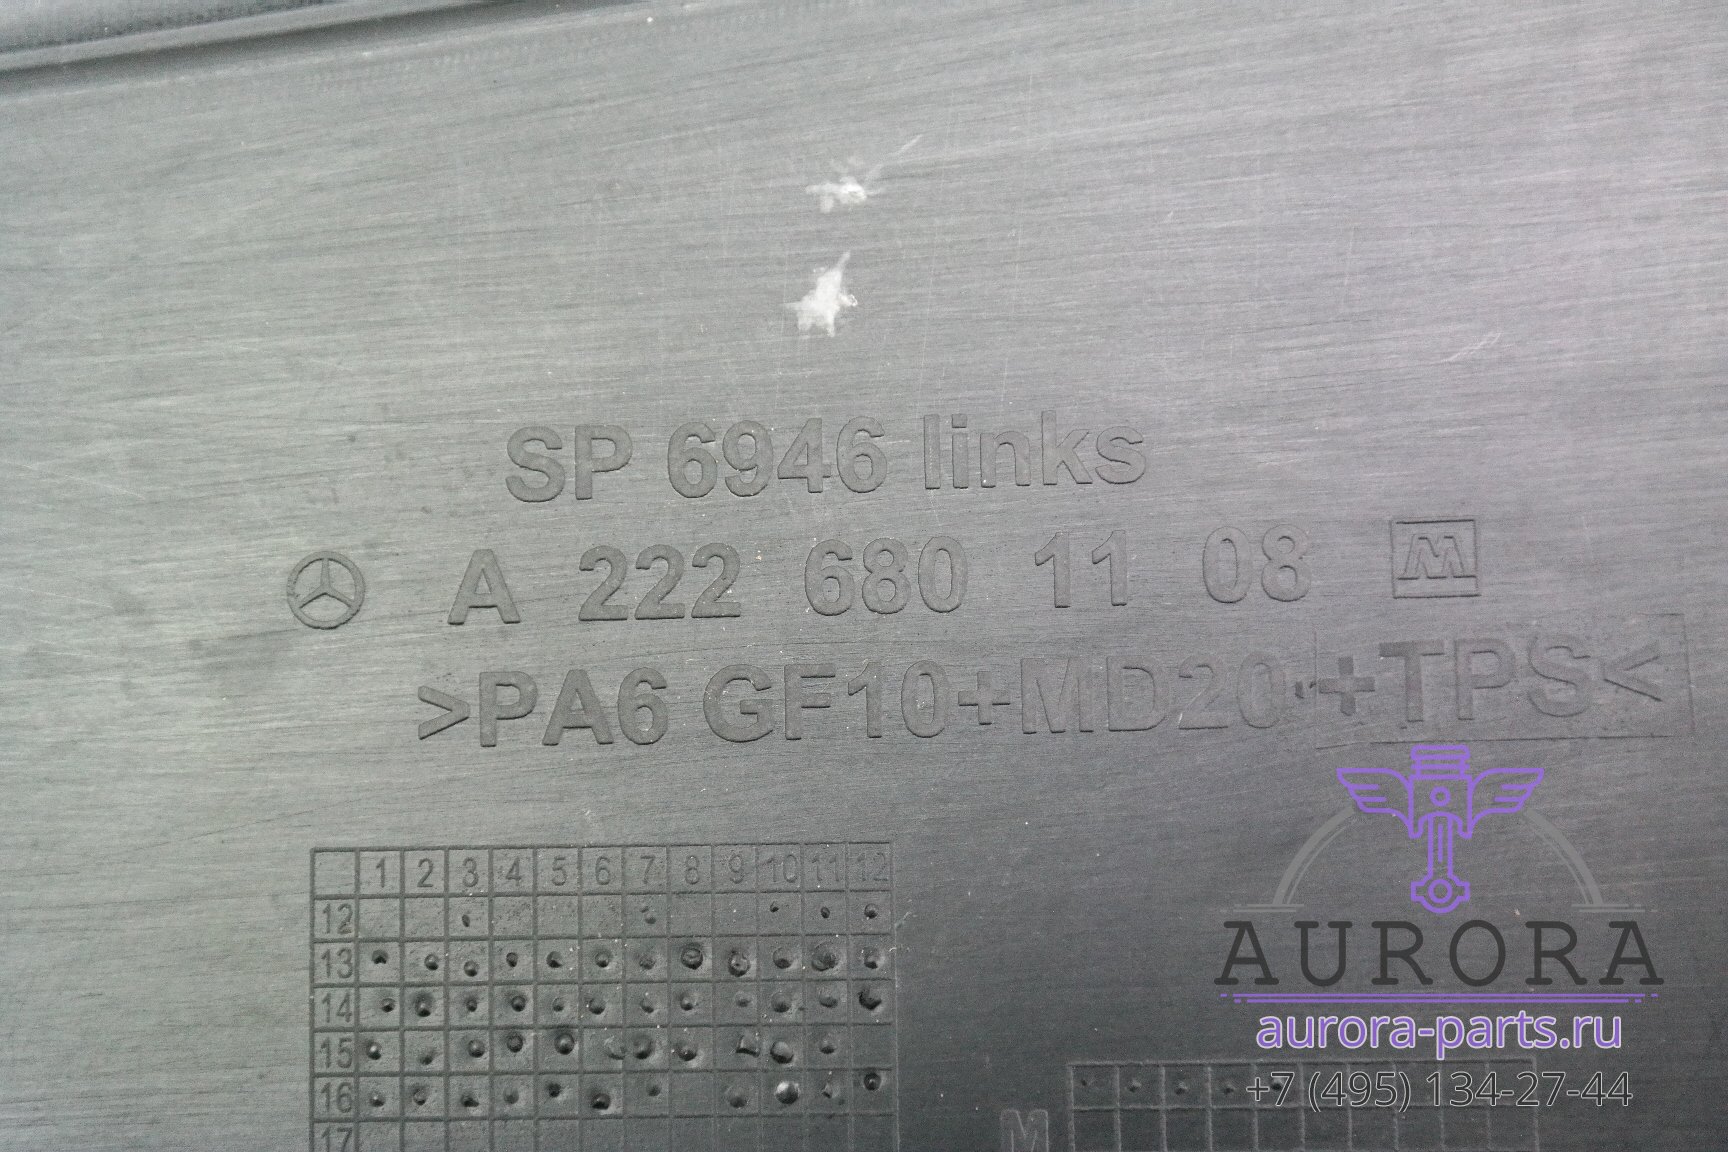 SP 6946 links
A 222 680 11 08 M
>PA6 GF10+MD20 +TPS<
1 2 3 4 5 6 7 8 9 10 11 12
12
13
14
15
16
17
M
AURORA
aurora-parts.ru
+7 (495) 134-27-44